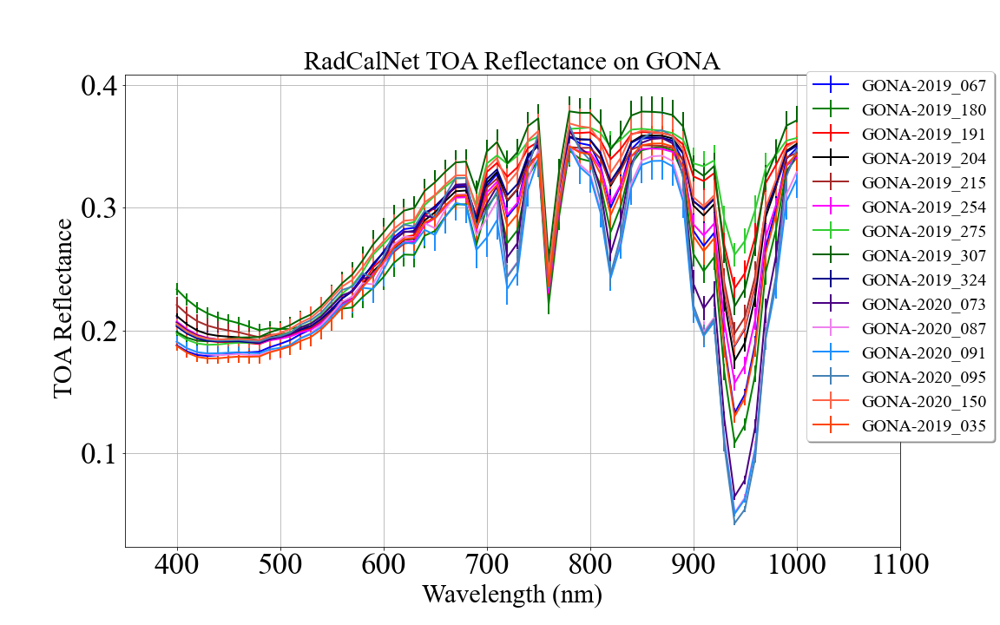 RadCalNet TOA Reflectance on GONA
0.4
0.3
0.2
0.1
TOA Reflectance
400 500 600 700 800 900 1000 1100
Wavelength (nm)
GONA-2019_067
GONA-2019_180
GONA-2019_191
GONA-2019_204
GONA-2019_215
GONA-2019_254
GONA-2019_275
GONA-2019_307
GONA-2019_324
GONA-2020_073
GONA-2020_087
GONA-2020_091
GONA-2020_095
GONA-2020_150
GONA-2019_035